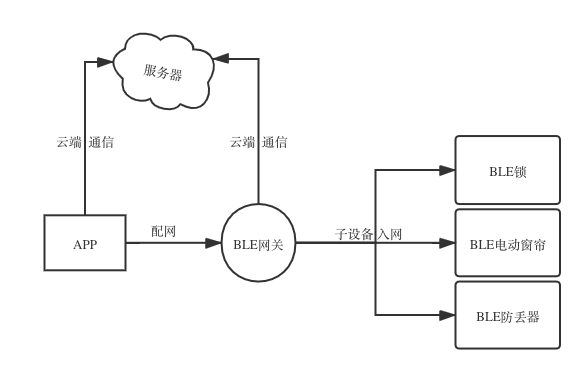 服务器
云端 通信
云端 通信
BLE锁
配网
子设备 入网
APP
BLE网关
BLE电动窗帘
BLE防丢器